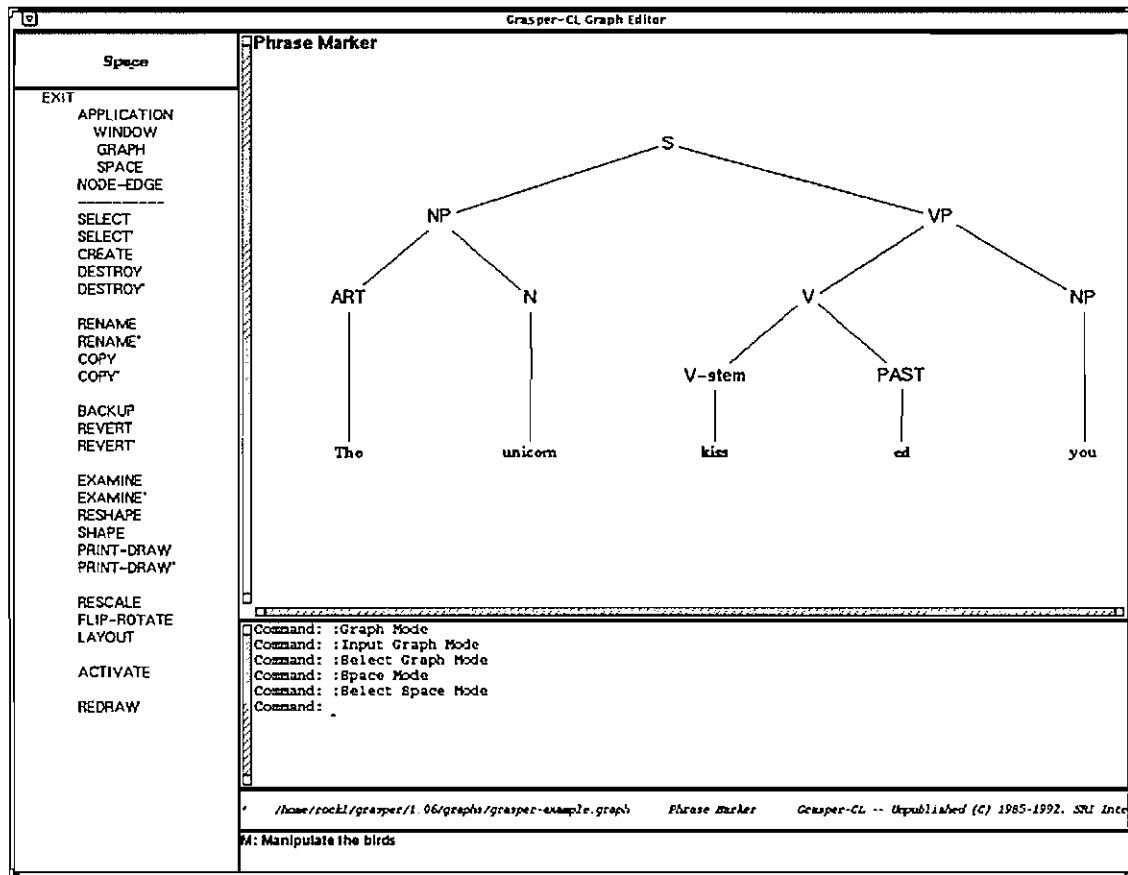 Grasper-CL Graph Editor
Space
EXIT
APPLICATION
WINDOW
GRAPH
SPACE
NODE-EDGE
----------
SELECT
SELECT*
CREATE
DESTROY
DESTROY*
RENAME
RENAME*
COPY
COPY*
BACKUP
REVERT
REVERT*
EXAMINE
EXAMINE*
RESHAPE
SHAPE
PRINT-DRAW
PRINT-DRAW*
RESCALE
FLIP-ROTATE
LAYOUT
ACTIVATE
REDRAW
Phrase Marker
S
NP VP
ART N V NP
V-stem PAST
The unicorn kiss ed you
Command: :Graph Mode
Command: :Input Graph Mode
Command: :Select Graph Mode
Command: :Space Mode
Command: :Select Space Mode
Command:
* /home/rock1/grasper/1.06/graphs/grasper-example.graph Phrase Marker Grasper-CL -- Unpublished (C) 1985-1992. SRI Inte
M: Manipulate the birds